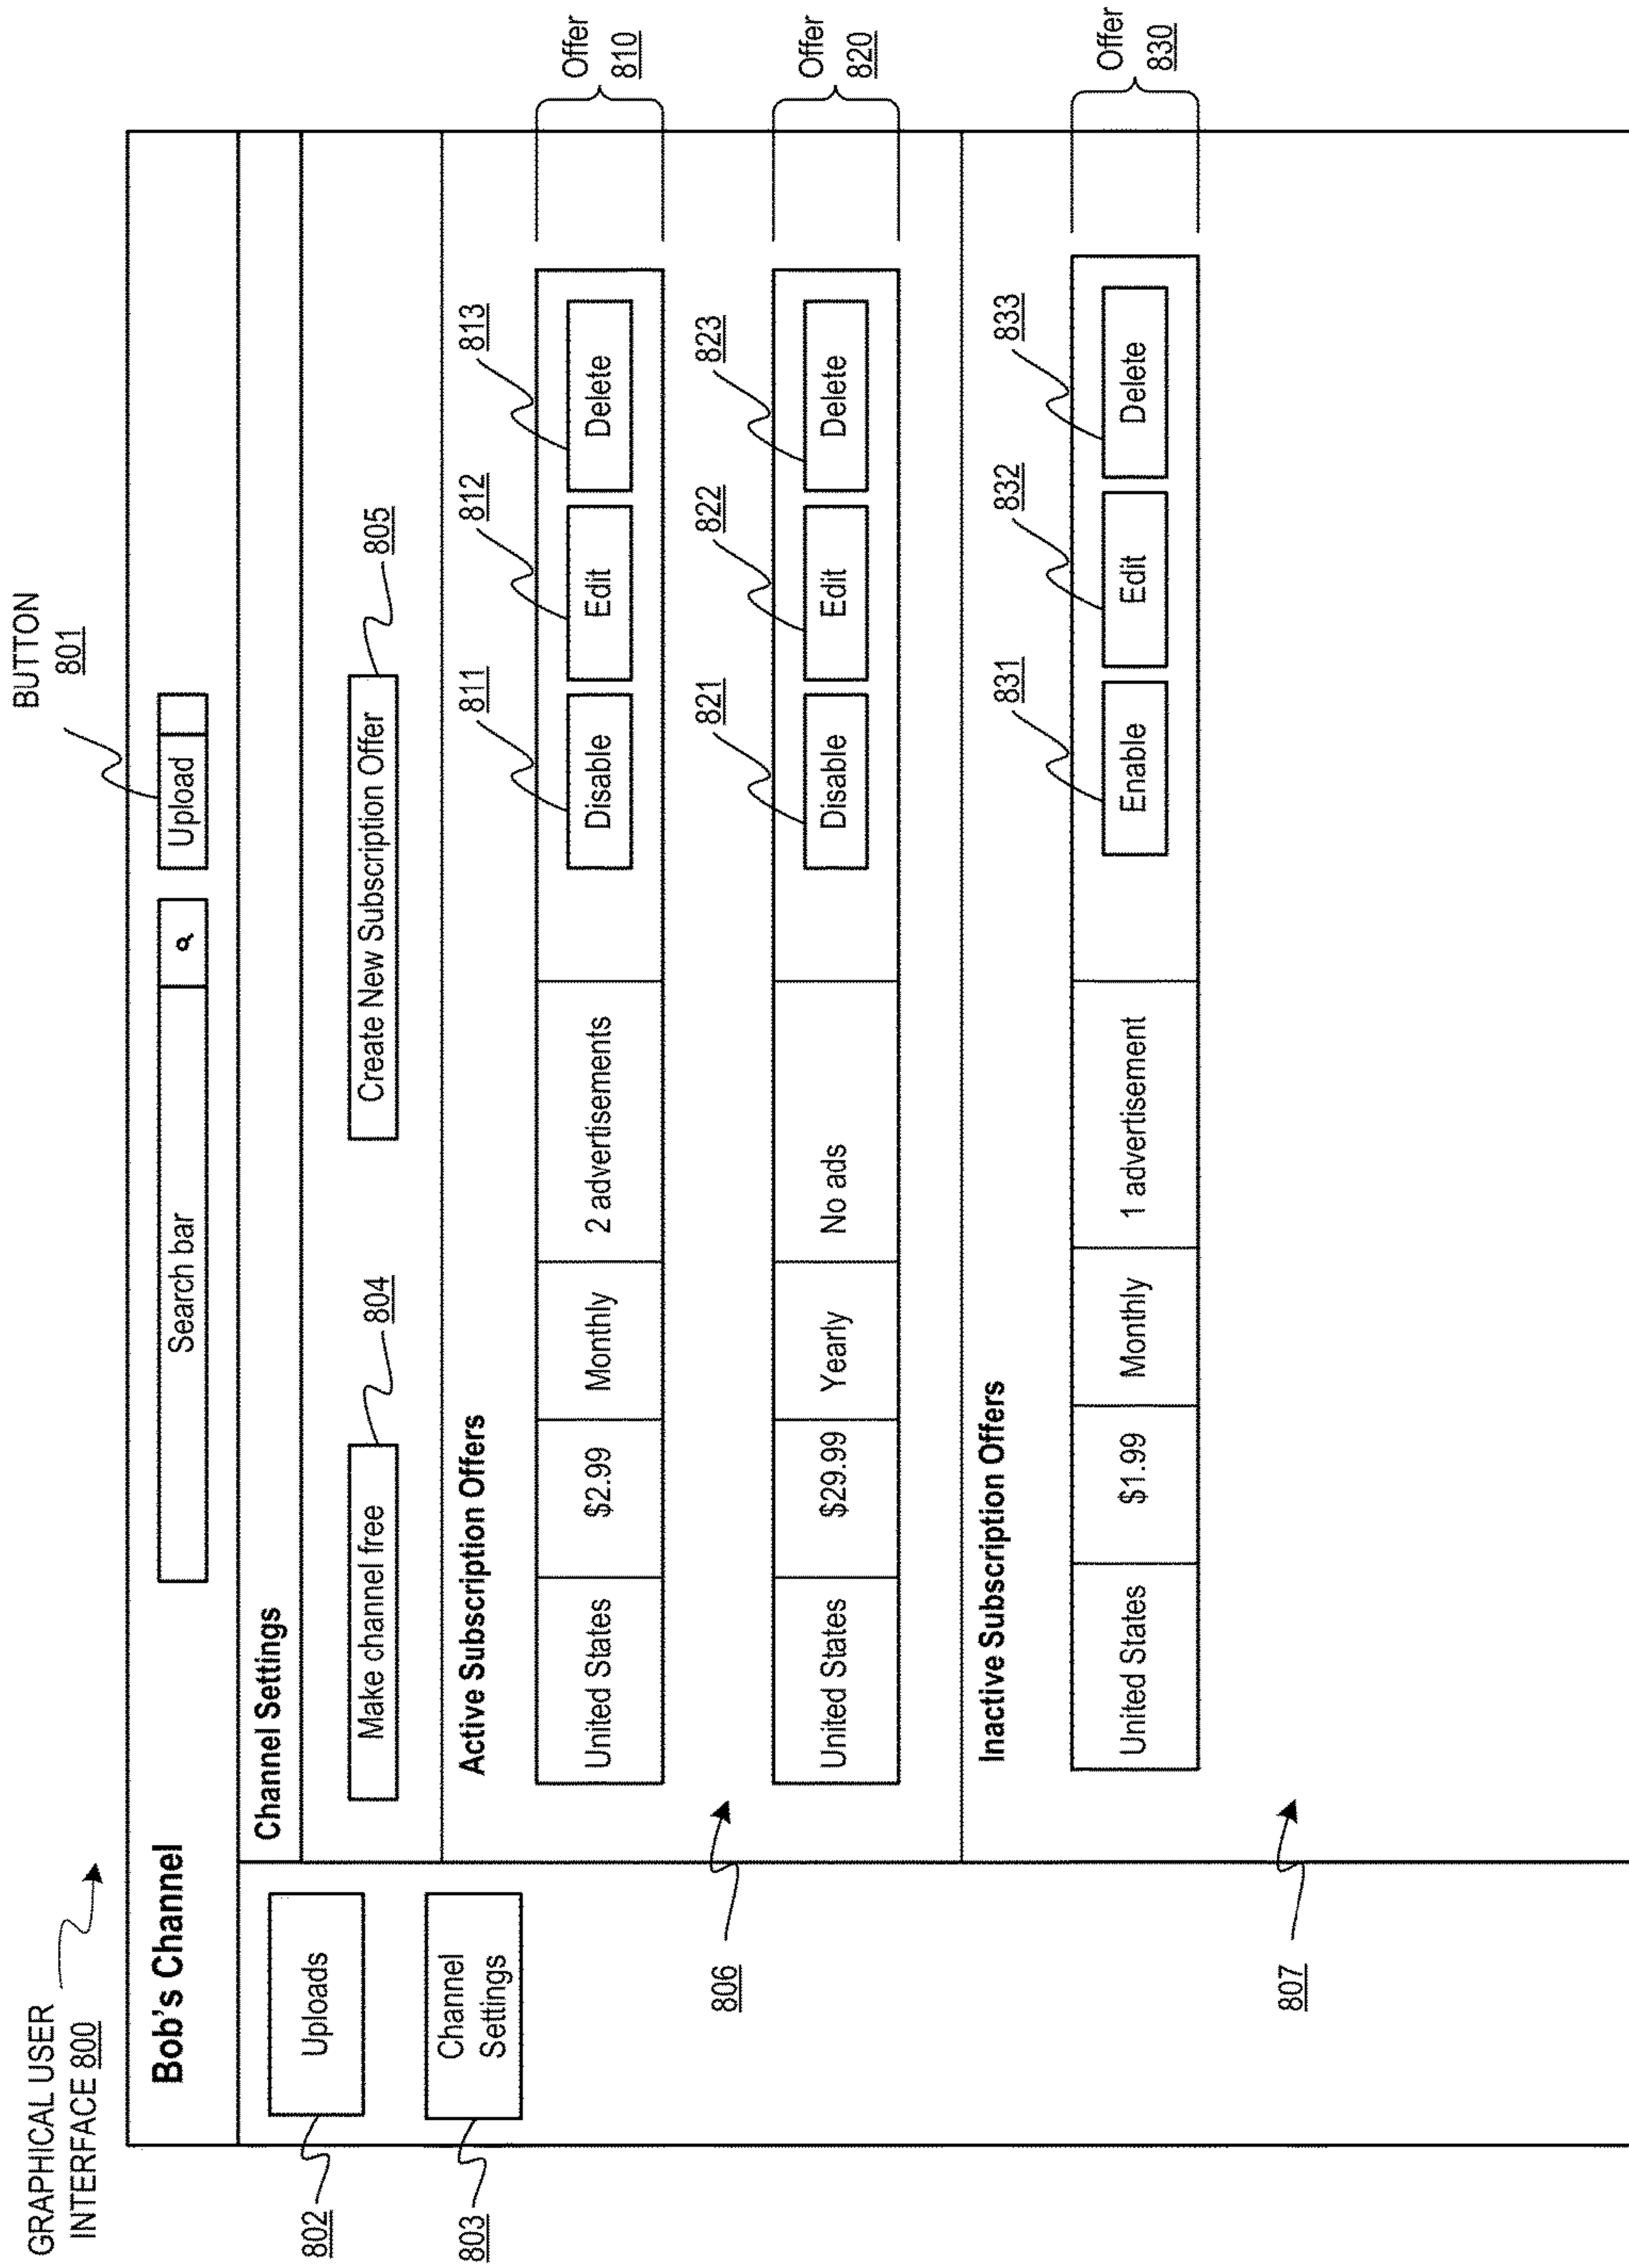 GRAPHICAL USER
INTERFACE 800
BUTTON
801
Bob's Channel
Search bar
Upload
802
Uploads
803
Channel
Settings
Channel Settings
Make channel free
804
Create New Subscription Offer
805
Active Subscription Offers
811
812
813
United States
$2.99
Monthly
2 advertisements
Disable
Edit
Delete
Offer
810
806
821
822
823
United States
$29.99
Yearly
No ads
Disable
Edit
Delete
Offer
820
Inactive Subscription Offers
831
832
833
United States
$1.99
Monthly
1 advertisement
Enable
Edit
Delete
Offer
830
807